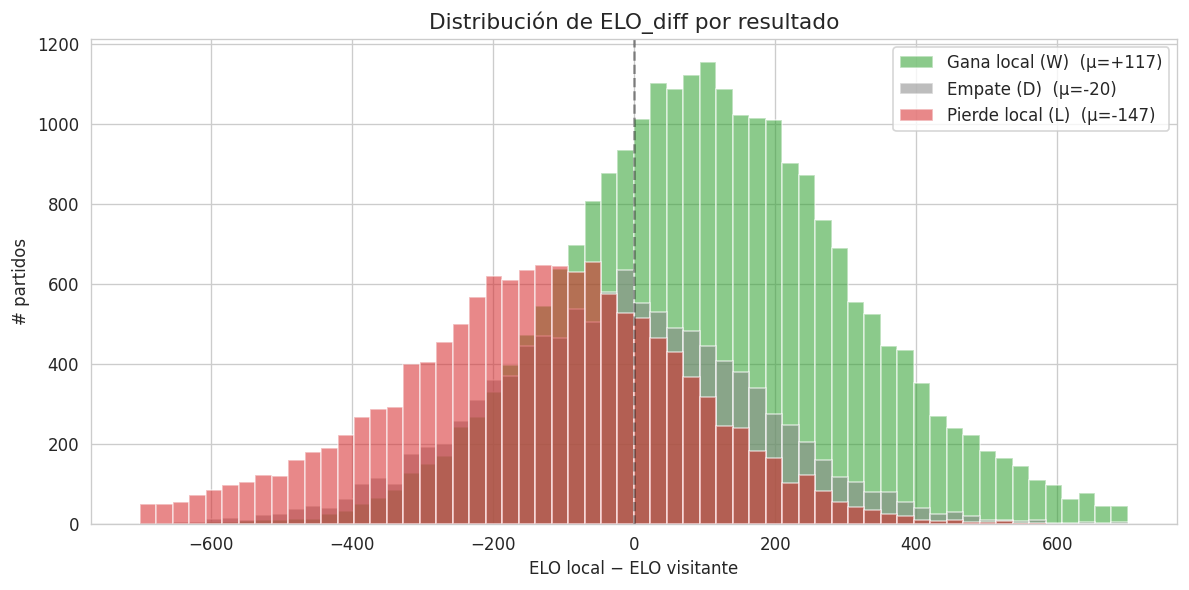 Distribución de ELO_diff por resultado
Gana local (W)  (μ=+117)
Empate (D)  (μ=-20)
Pierde local (L)  (μ=-147)
# partidos
1200
1000
800
600
400
200
0
−600
−400
−200
0
200
400
600
ELO local − ELO visitante